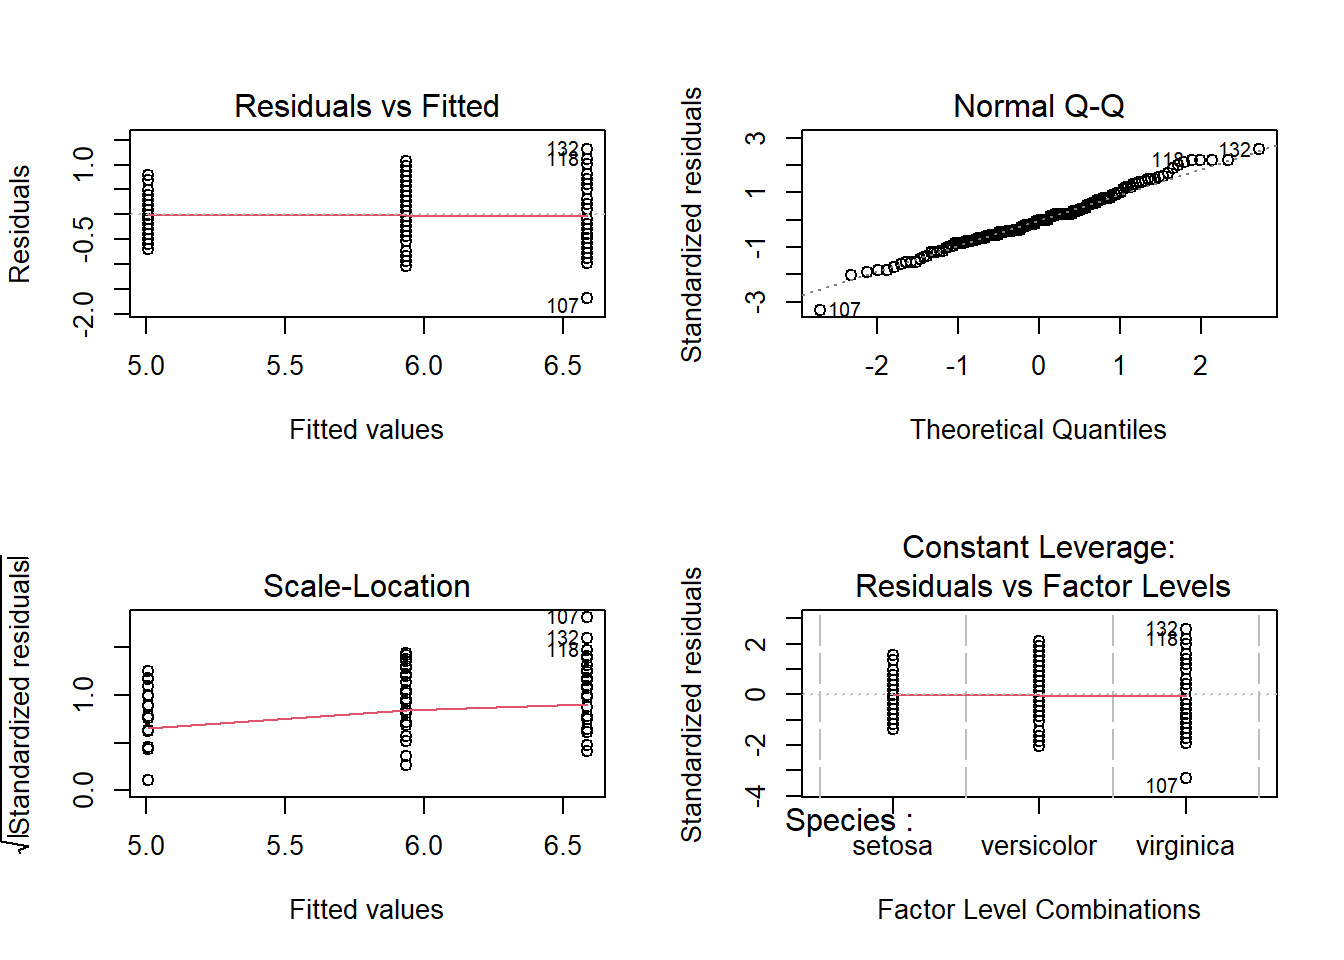 Residuals vs Fitted
Residuals
1.0
-0.5
-2.0
132
118
107
5.0 5.5 6.0 6.5
Fitted values
Normal Q-Q
Standardized residuals
3
1
-1
-3
118 132
107
-2 -1 0 1 2
Theoretical Quantiles
Scale-Location
√|Standardized residuals|
1.0
0.0
107
132
118
5.0 5.5 6.0 6.5
Fitted values
Constant Leverage:
Residuals vs Factor Levels
Standardized residuals
2
0
-2
-4
132
118
107
Species :
setosa versicolor virginica
Factor Level Combinations